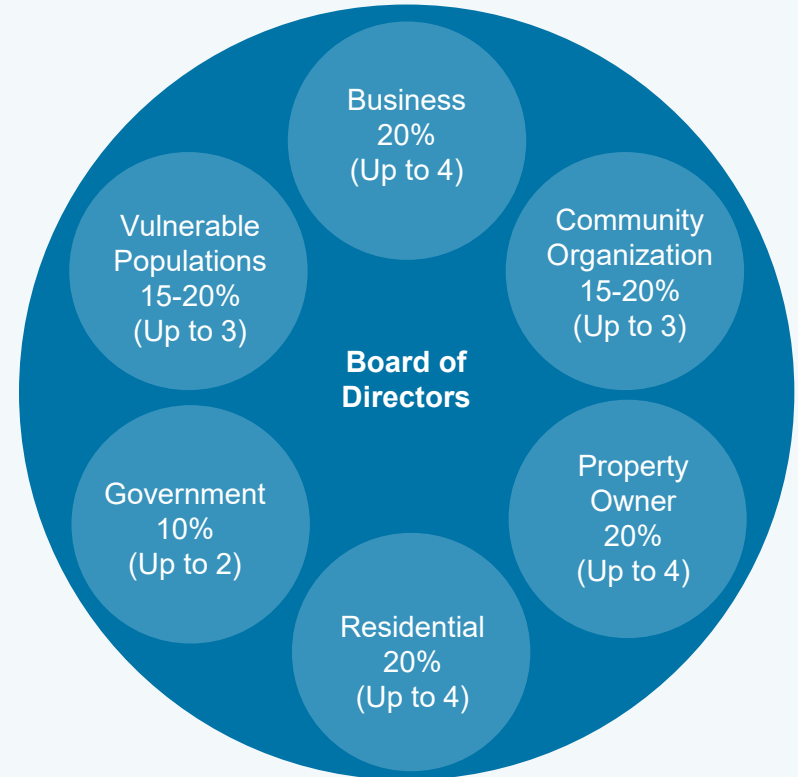 Business
20%
(Up to 4)
Community
Organization
15-20%
(Up to 3)
Property
Owner
20%
(Up to 4)
Residential
20%
(Up to 4)
Government
10%
(Up to 2)
Vulnerable
Populations
15-20%
(Up to 3)
Board of
Directors